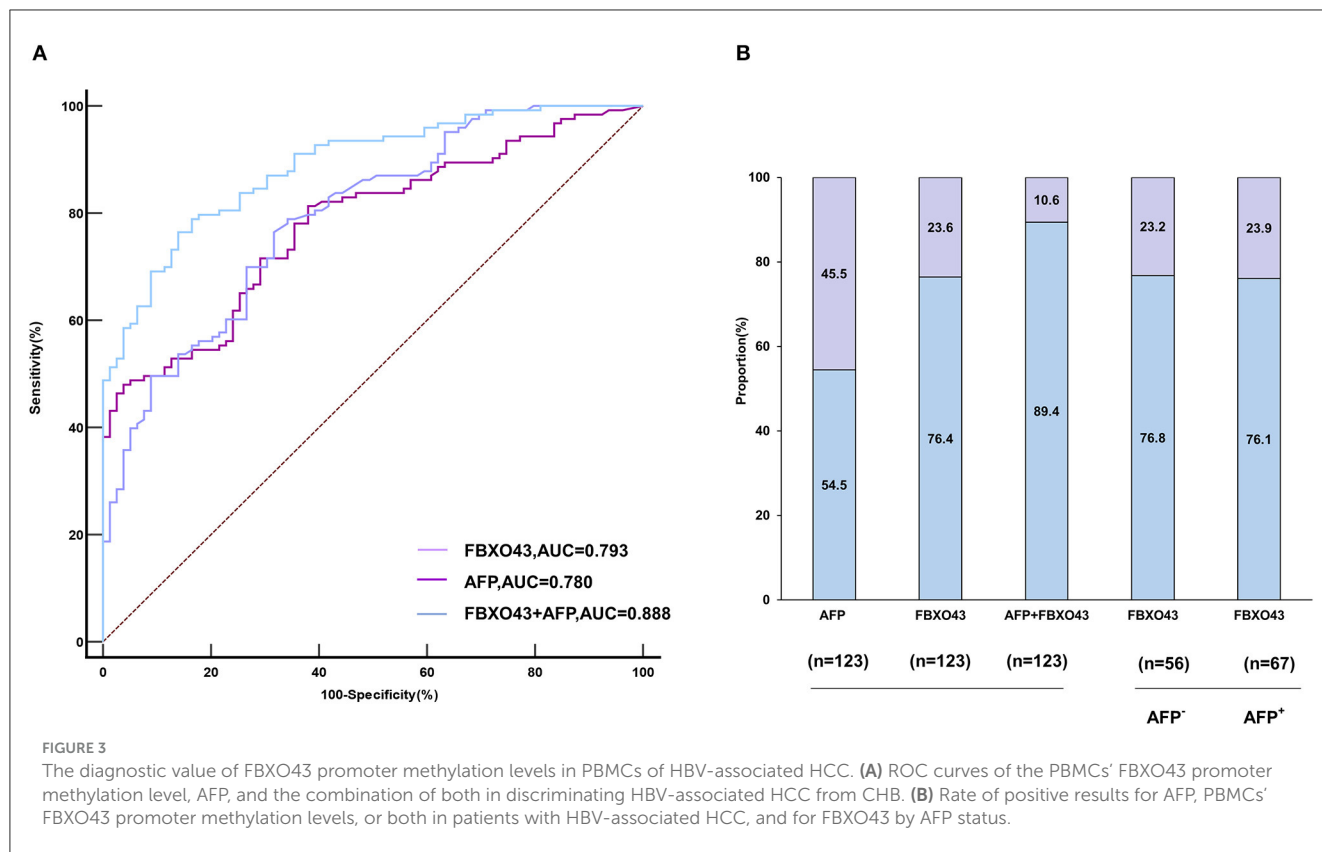 A
100
80
60
40
20
0
Sensitivity(%)
0 20 40 60 80 100
100-Specificity(%)
FBXO43,AUC=0.793
AFP,AUC=0.780
FBXO43+AFP,AUC=0.888
B
100
80
60
40
20
0
Proportion(%)
45.5 23.6 10.6 23.2 23.9
54.5 76.4 89.4 76.8 76.1
AFP FBXO43 AFP+FBXO43 FBXO43 FBXO43
(n=123) (n=123) (n=123) (n=56) (n=67)
AFP⁻ AFP⁺
FIGURE 3
The diagnostic value of FBXO43 promoter methylation levels in PBMCs of HBV-associated HCC. (A) ROC curves of the PBMCs' FBXO43 promoter
methylation level, AFP, and the combination of both in discriminating HBV-associated HCC from CHB. (B) Rate of positive results for AFP, PBMCs'
FBXO43 promoter methylation levels, or both in patients with HBV-associated HCC, and for FBXO43 by AFP status.